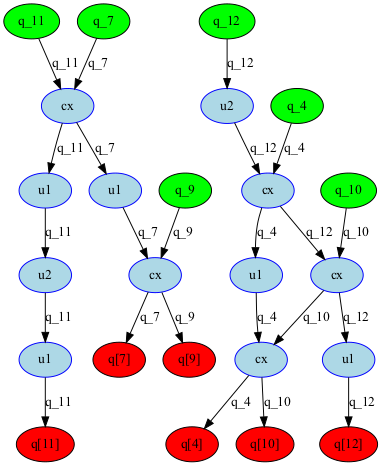 q_11 q_7 q_12
q_11 q_7 q_12 q_4
cx u2
q_11 q_7 q_12 q_4
u1 u1 q_9 cx q_10
q_11 q_7 q_9 q_4 q_12 q_10
u2 cx u1 cx
q_11 q_7 q_9 q_4 q_10 q_12
u1 q[7] q[9] cx u1
q_11 q_4 q_10 q_12
q[11] q[4] q[10] q[12]